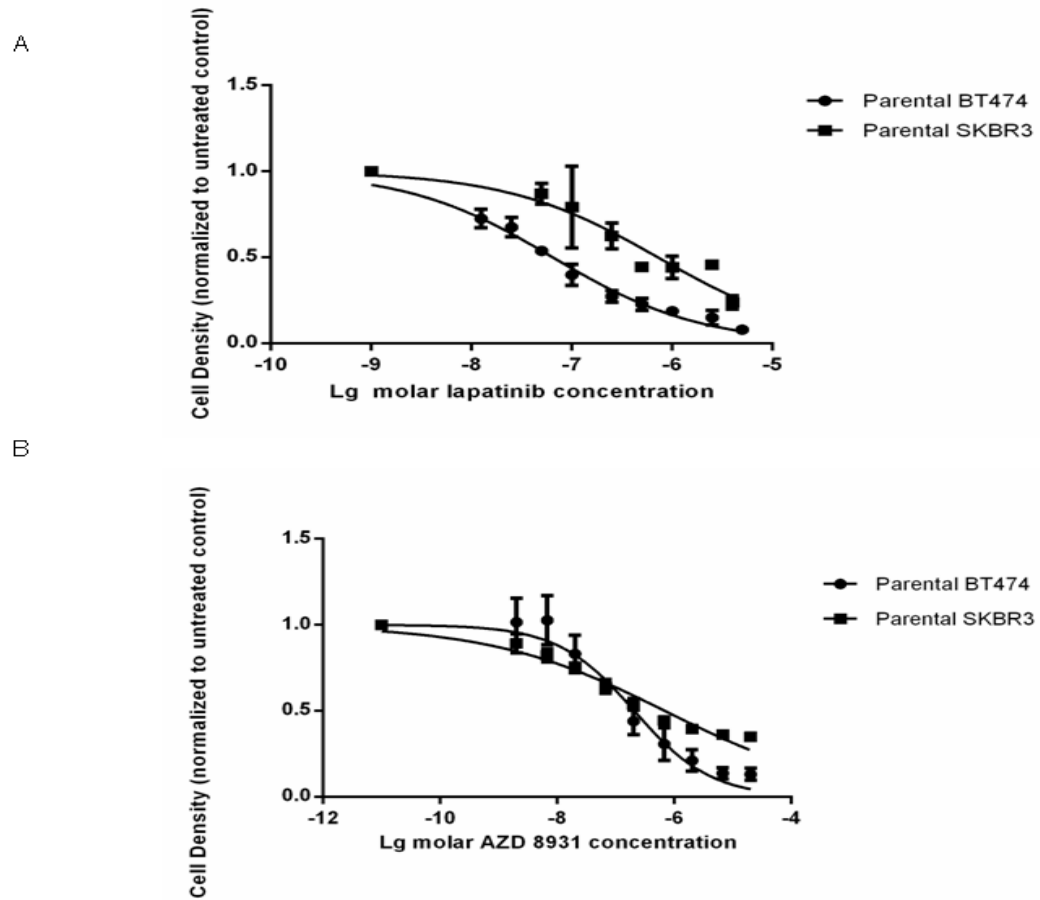 A
Cell Density (normalized to untreated control)
1.5
1.0
0.5
0.0
-10
-9
-8
-7
-6
-5
Lg molar lapatinib concentration
Parental BT474
Parental SKBR3
B
Cell Density (normalized to untreated control)
1.5
1.0
0.5
0.0
-12
-10
-8
-6
-4
Lg molar AZD 8931 concentration
Parental BT474
Parental SKBR3